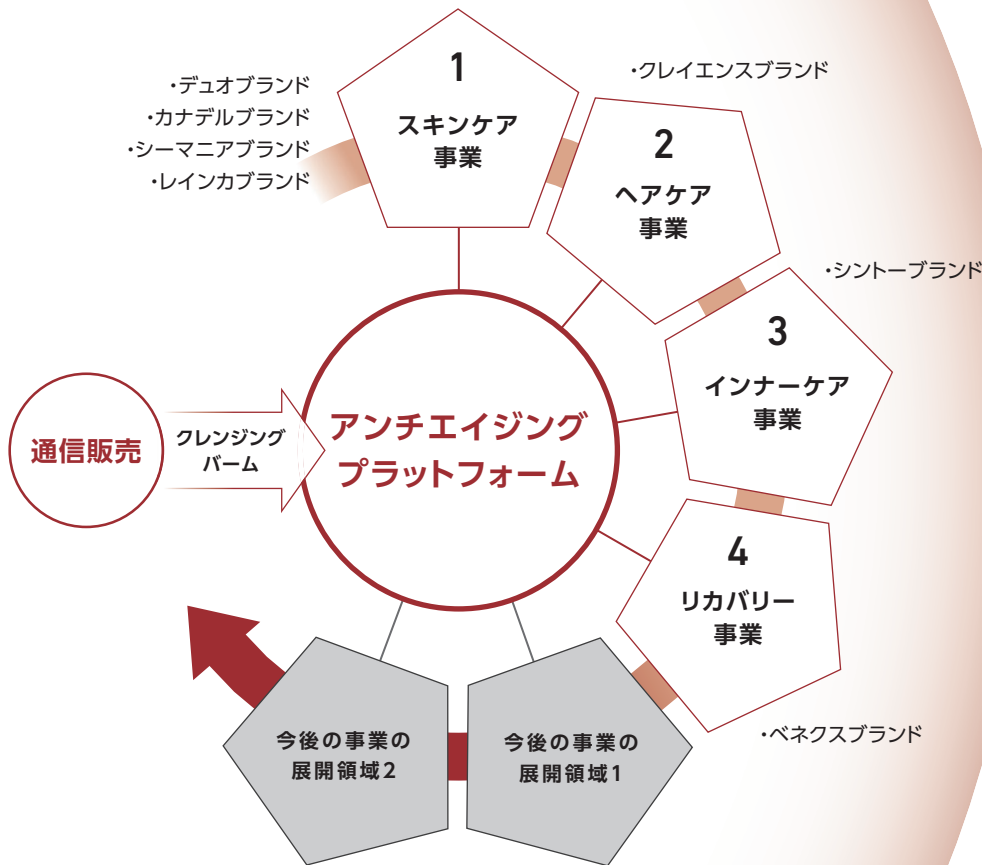 ・デュオブランド
・カナデルブランド
・シーマニアブランド
・レインカブランド
1
スキンケア
事業
・クレイエンスブランド
2
ヘアケア
事業
・シントーブランド
3
インナーケア
事業
4
リカバリー
事業
・ベネクスブランド
通信販売
クレンジング
バーム
アンチエイジング
プラットフォーム
今後の事業の
展開領域1
今後の事業の
展開領域2